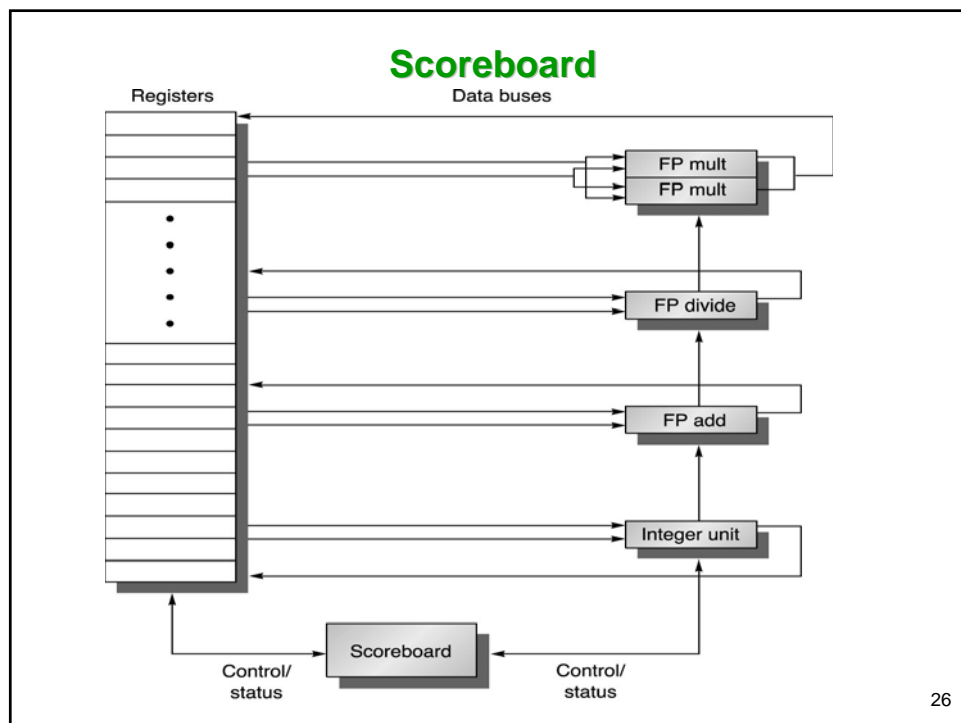 Scoreboard
Registers
Data buses
FP mult
FP mult
FP divide
FP add
Integer unit
Scoreboard
Control/
status
Control/
status
26